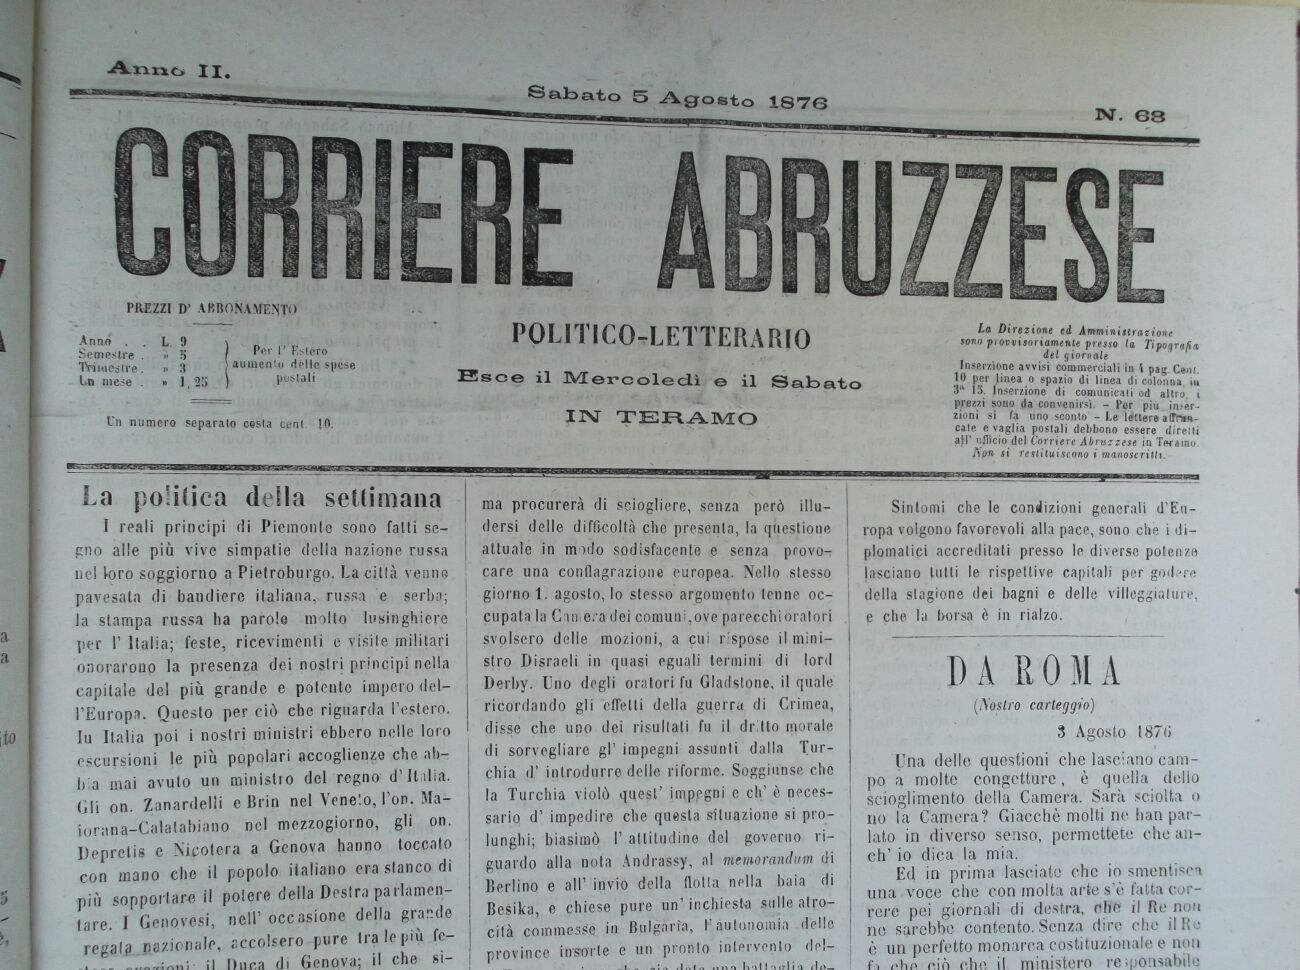 Anno II.
Sabato 5 Agosto 1876
N. 68
CORRIERE ABRUZZESE
PREZZI D' ABBONAMENTO
Anno . . L. 9
Semestre . » 5
Trimestre . » 3
Un mese . » 1,25
Per l' Estero
aumento delle spese
postali
Un numero separato costa cent. 10.
POLITICO-LETTERARIO
Esce il Mercoledì e il Sabato
IN TERAMO
La Direzione ed Amministrazione
sono provvisoriamente presso la Tipografia
del giornale
Inserzione avvisi commerciali in 4 pag. Cent.
10 per linea o spazio di linea di colonna, in
3ª 15. Inserzione di comunicati od altro, i
prezzi sono da convenirsi. - Per più inser-
zioni si fa uno sconto - Le lettere affran-
cate e vaglia postali debbono essere diretti
all' ufficio del Corriere Abruzzese in Teramo.
Non si restituiscono i manoscritti.
La politica della settimana
I reali principi di Piemonte sono fatti se-
gno alle più vive simpatie della nazione russa
nel loro soggiorno a Pietroburgo. La città venne
pavesata di bandiere italiana, russa e serba;
la stampa russa ha parole molto lusinghiere
per l' Italia; feste, ricevimenti e visite militari
onorarono la presenza dei nostri principi nella
capitale del più grande e potente impero del-
l'Europa. Questo per ciò che riguarda l'estero.
In Italia poi i nostri ministri ebbero nelle loro
escursioni le più popolari accoglienze che ab-
bia mai avuto un ministro del regno d'Italia.
Gli on. Zanardelli e Brin nel Veneto, l'on. Ma-
iorana-Calatabiano nel mezzogiorno, gli on.
Depretis e Nicotera a Genova hanno toccato
con mano che il popolo italiano era stanco di
più sopportare il potere della Destra parlamen-
tare. I Genovesi, nell' occasione della grande
regata nazionale, accolsero pure tra le più fe-
il Duca di Genova; il che si-
ma procurerà di sciogliere, senza però illu-
dersi delle difficoltà che presenta, la questione
attuale in modo sodisfacente e senza provo-
care una conflagrazione europea. Nello stesso
giorno 1. agosto, lo stesso argomento tenne oc-
cupata la Camera dei comuni, ove parecchi oratori
svolsero delle mozioni, a cui rispose il mini-
stro Disraeli in quasi eguali termini di lord
Derby. Uno degli oratori fu Gladstone, il quale
ricordando gli effetti della guerra di Crimea,
disse che uno dei risultati fu il dritto morale
di sorvegliare gl' impegni assunti dalla Tur-
chia d' introdurre delle riforme. Soggiunse che
la Turchia violò quest' impegni e ch' è neces-
sario d' impedire che questa situazione si pro-
lunghi; biasimò l' attitudine del governo ri-
guardo alla nota Andrassy, al memorandum di
Berlino e all' invio della flotta nella baia di
Besika, e chiese pure un' inchiesta sulle atro-
cità commesse in Bulgaria, l' autonomia delle
province insorte e un pronto intervento del-
Sintomi che le condizioni generali d'Eu-
ropa volgono favorevoli alla pace, sono che i di-
plomatici accreditati presso le diverse potenze
lasciano tutti le rispettive capitali per godere
della stagione dei bagni e delle villeggiature,
e che la borsa è in rialzo.
DA ROMA
(Nostro carteggio)
3 Agosto 1876
Una delle questioni che lasciano cam-
po a molte congetture, è quella dello
scioglimento della Camera. Sarà sciolta o
no la Camera? Giacchè molti ne han par-
lato in diverso senso, permettete che an-
ch' io dica la mia.
Ed in prima lasciate che io smentisca
una voce che con molta arte s'è fatta cor-
rere pei giornali di destra, che il Re non
ne sarebbe contento. Senza dire che il Re
è un perfetto monarca costituzionale e non
fa che ciò che il ministero responsabile